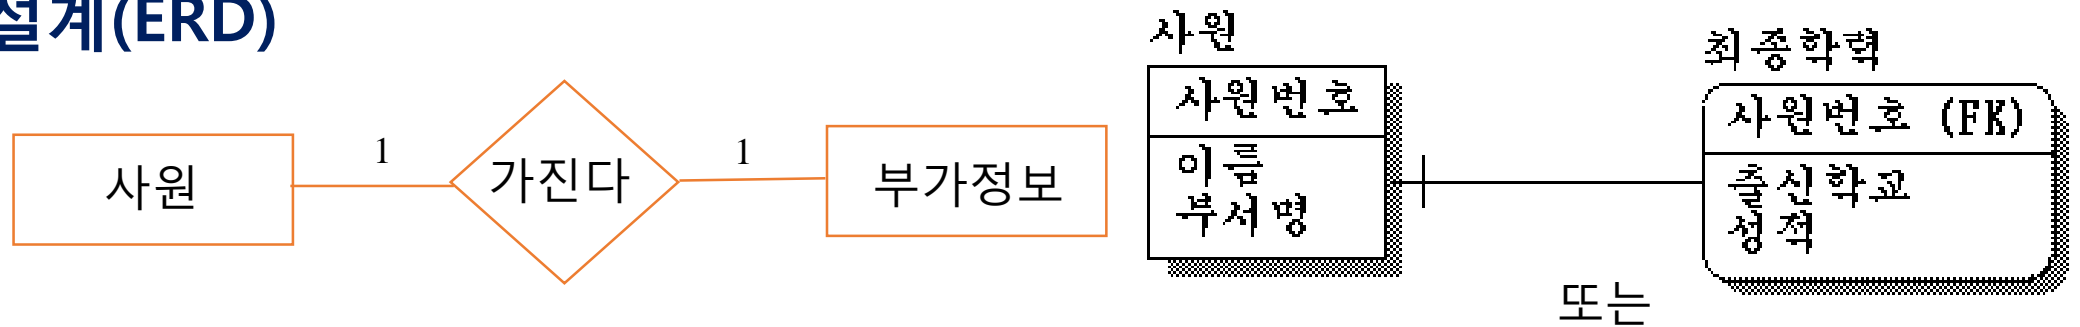 설계(ERD)
사원
1
가진다
1
부가정보
사원
사원번호
이름
부서명
최종학력
사원번호 (FK)
출신학교
성적
또는